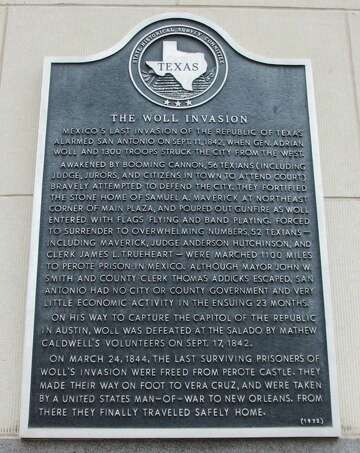 STATE HISTORICAL SURVEY COMMITTEE
TEXAS
THE WOLL INVASION
MEXICO'S LAST INVASION OF THE REPUBLIC OF TEXAS
ALARMED SAN ANTONIO ON SEPT. 11, 1842, WHEN GEN. ADRIAN
WOLL AND 1300 TROOPS STRUCK THE CITY FROM THE WEST.
AWAKENED BY BOOMING CANNON, 56 TEXIANS (INCLUDING
JUDGE, JURORS, AND CITIZENS IN TOWN TO ATTEND COURT)
BRAVELY ATTEMPTED TO DEFEND THE CITY. THEY FORTIFIED
THE STONE HOME OF SAMUEL A. MAVERICK AT NORTHEAST
CORNER OF MAIN PLAZA, AND POURED OUT GUNFIRE AS WOLL
ENTERED WITH FLAGS FLYING AND BAND PLAYING. FORCED
TO SURRENDER TO OVERWHELMING NUMBERS, 52 TEXIANS—
INCLUDING MAVERICK, JUDGE ANDERSON HUTCHINSON, AND
CLERK JAMES L. TRUEHEART — WERE MARCHED 1100 MILES
TO PEROTE PRISON IN MEXICO. ALTHOUGH MAYOR JOHN W.
SMITH AND COUNTY CLERK THOMAS ADDICKS ESCAPED, SAN
ANTONIO HAD NO CITY OR COUNTY GOVERNMENT AND VERY
LITTLE ECONOMIC ACTIVITY IN THE ENSUING 23 MONTHS.
ON HIS WAY TO CAPTURE THE CAPITOL OF THE REPUBLIC
IN AUSTIN, WOLL WAS DEFEATED AT THE SALADO BY MATHEW
CALDWELL'S VOLUNTEERS ON SEPT. 17, 1842.
ON MARCH 24, 1844, THE LAST SURVIVING PRISONERS OF
WOLL'S INVASION WERE FREED FROM PEROTE CASTLE. THEY
MADE THEIR WAY ON FOOT TO VERA CRUZ, AND WERE TAKEN
BY A UNITED STATES MAN-OF-WAR TO NEW ORLEANS. FROM
THERE THEY FINALLY TRAVELED SAFELY HOME.